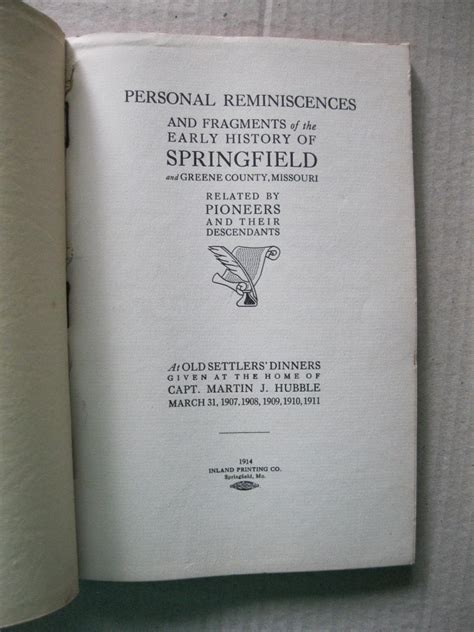 PERSONAL REMINISCENCES
AND FRAGMENTS of the
EARLY HISTORY OF
SPRINGFIELD
and GREENE COUNTY, MISSOURI
RELATED BY
PIONEERS
AND THEIR
DESCENDANTS
At OLD SETTLERS' DINNERS
GIVEN AT THE HOME OF
CAPT. MARTIN J. HUBBLE
MARCH 31, 1907, 1908, 1909, 1910, 1911
1914
INLAND PRINTING CO.
Springfield, Mo.